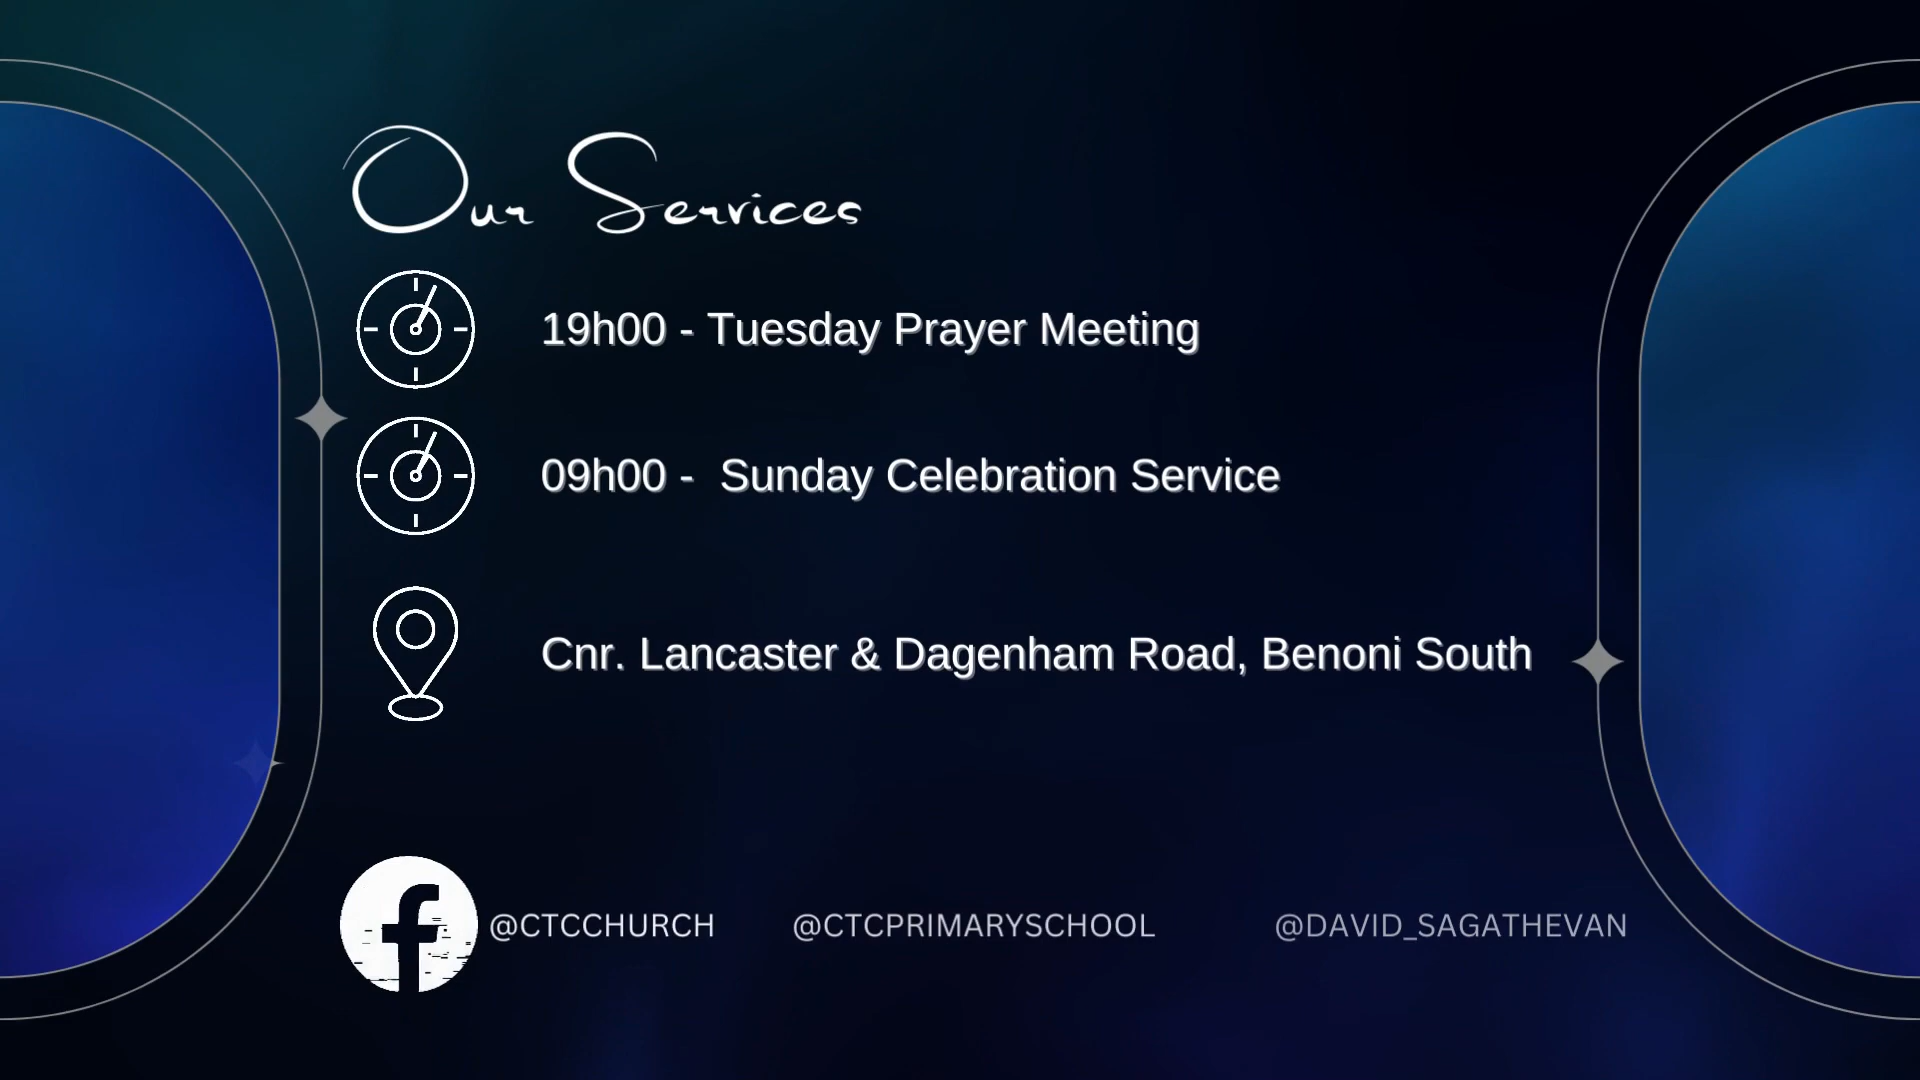 Our Services
19h00 - Tuesday Prayer Meeting
09h00 -  Sunday Celebration Service
Cnr. Lancaster & Dagenham Road, Benoni South
@CTCCHURCH @CTCPRIMARYSCHOOL @DAVID_SAGATHEVAN